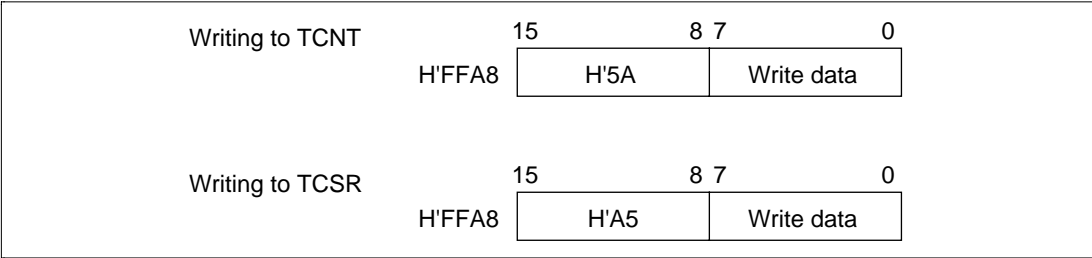 Writing to TCNT
15 8 7 0
H'FFA8 H'5A Write data
Writing to TCSR
15 8 7 0
H'FFA8 H'A5 Write data